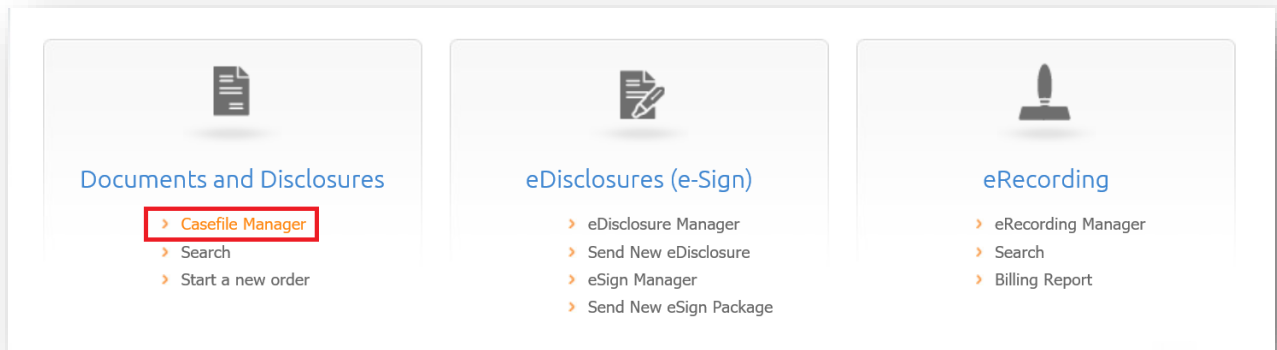 Documents and Disclosures
Casefile Manager
Search
Start a new order
eDisclosures (e-Sign)
eDisclosure Manager
Send New eDisclosure
eSign Manager
Send New eSign Package
eRecording
eRecording Manager
Search
Billing Report